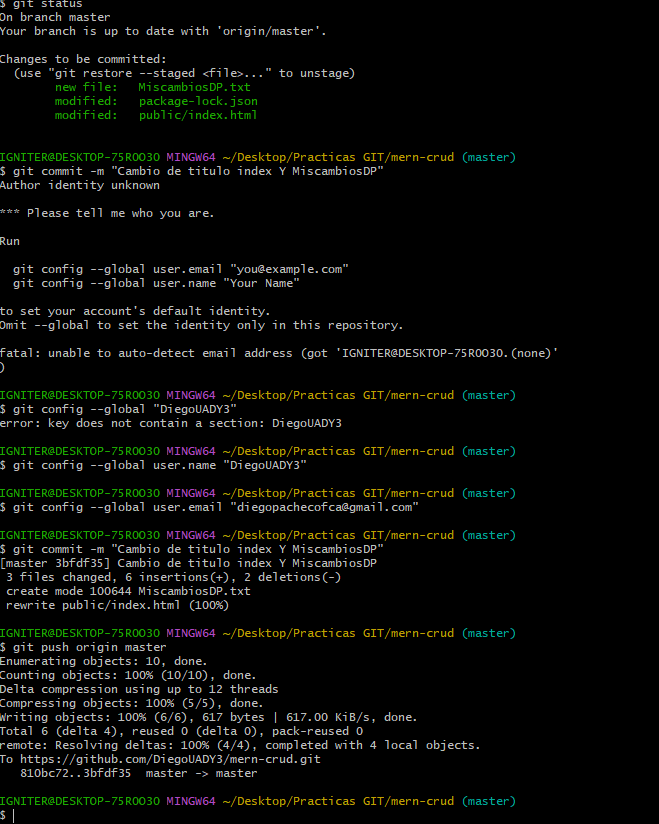 $ git status
On branch master
Your branch is up to date with 'origin/master'.
Changes to be committed:
(use "git restore --staged <file>..." to unstage)
new file:   MiscambiosDP.txt
modified:   package-lock.json
modified:   public/index.html
IGNITER@DESKTOP-75ROO3O MINGW64 ~/Desktop/Practicas GIT/mern-crud (master)
$ git commit -m "Cambio de titulo index Y MiscambiosDP"
Author identity unknown
*** Please tell me who you are.
Run
git config --global user.email "you@example.com"
git config --global user.name "Your Name"
to set your account's default identity.
Omit --global to set the identity only in this repository.
fatal: unable to auto-detect email address (got 'IGNITER@DESKTOP-75ROO3O.(none)'
)
IGNITER@DESKTOP-75ROO3O MINGW64 ~/Desktop/Practicas GIT/mern-crud (master)
$ git config --global "DiegoUADY3"
error: key does not contain a section: DiegoUADY3
IGNITER@DESKTOP-75ROO3O MINGW64 ~/Desktop/Practicas GIT/mern-crud (master)
$ git config --global user.name "DiegoUADY3"
IGNITER@DESKTOP-75ROO3O MINGW64 ~/Desktop/Practicas GIT/mern-crud (master)
$ git config --global user.email "diegopachecofca@gmail.com"
IGNITER@DESKTOP-75ROO3O MINGW64 ~/Desktop/Practicas GIT/mern-crud (master)
$ git commit -m "Cambio de titulo index Y MiscambiosDP"
[master 3bfdf35] Cambio de titulo index Y MiscambiosDP
3 files changed, 6 insertions(+), 2 deletions(-)
create mode 100644 MiscambiosDP.txt
rewrite public/index.html (100%)
IGNITER@DESKTOP-75ROO3O MINGW64 ~/Desktop/Practicas GIT/mern-crud (master)
$ git push origin master
Enumerating objects: 10, done.
Counting objects: 100% (10/10), done.
Delta compression using up to 12 threads
Compressing objects: 100% (5/5), done.
Writing objects: 100% (6/6), 617 bytes | 617.00 KiB/s, done.
Total 6 (delta 4), reused 0 (delta 0), pack-reused 0
remote: Resolving deltas: 100% (4/4), completed with 4 local objects.
To https://github.com/DiegoUADY3/mern-crud.git
810bc72..3bfdf35  master -> master
IGNITER@DESKTOP-75ROO3O MINGW64 ~/Desktop/Practicas GIT/mern-crud (master)
$